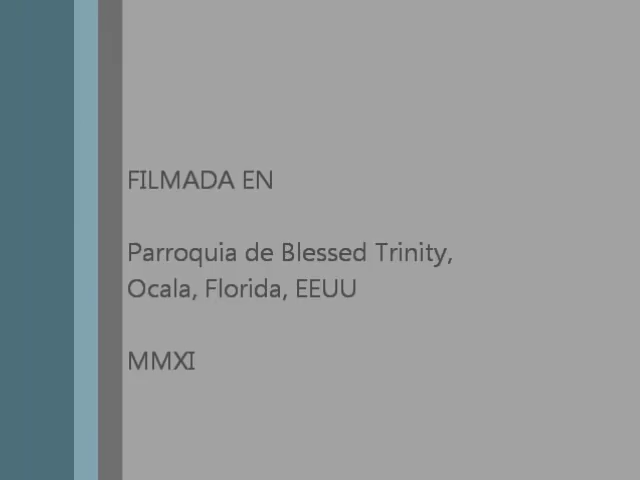 FILMADA EN
Parroquia de Blessed Trinity,
Ocala, Florida, EEUU
MMXI